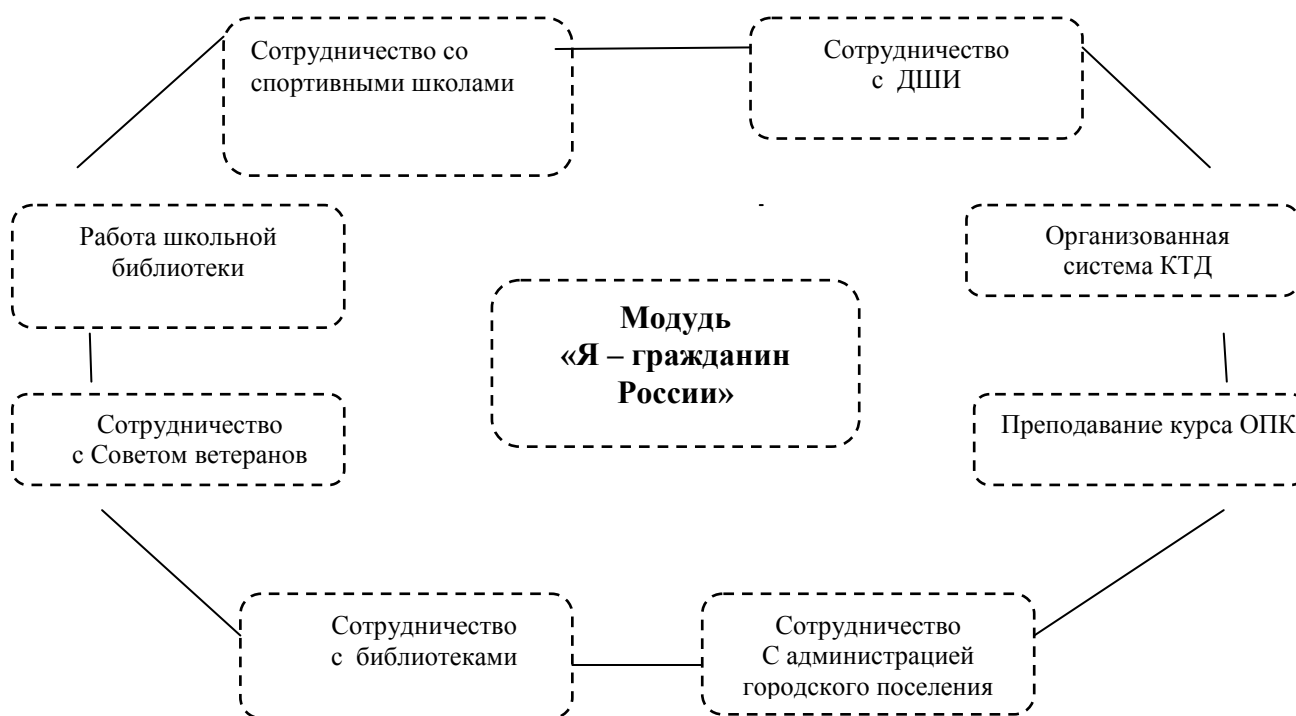 Сотрудничество со
спортивными школами
Сотрудничество
с ДШИ
Работа школьной
библиотеки
Организованная
система КТД
Модудь
«Я – гражданин
России»
Сотрудничество
с Советом ветеранов
Преподавание курса ОПК
Сотрудничество
с библиотеками
Сотрудничество
С администрацией
городского поселения